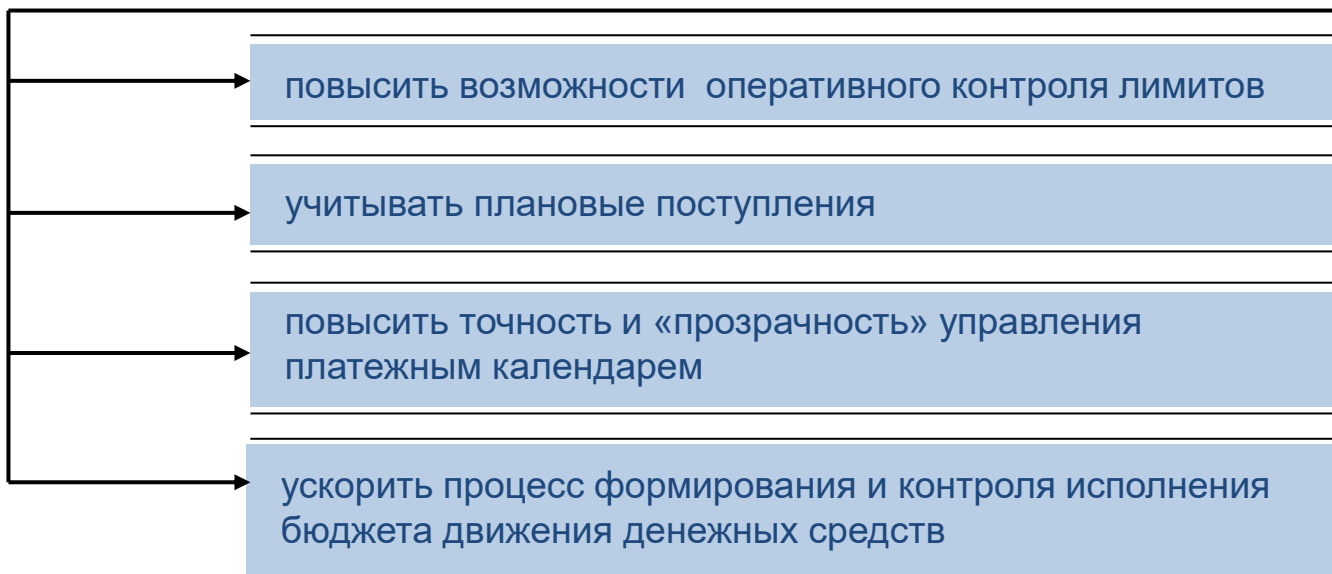 повысить возможности  оперативного контроля лимитов
учитывать плановые поступления
повысить точность и «прозрачность» управления
платежным календарем
ускорить процесс формирования и контроля исполнения
бюджета движения денежных средств